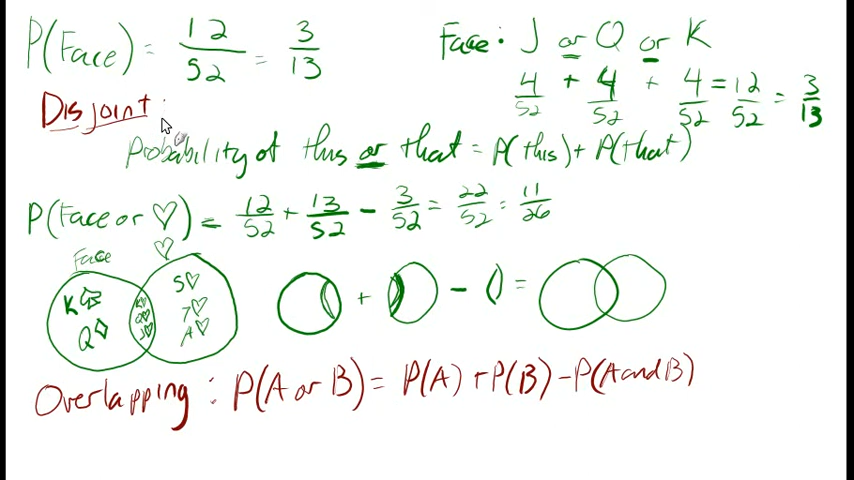 P(Face) = 12/52 = 3/13
Face: J or Q or K
4/52 + 4/52 + 4/52 = 12/52 = 3/13
Disjoint:
Probability of this or that = P(this) + P(that)
P(Face or ♡) = 12/52 + 13/52 - 3/52 = 22/52 = 11/26
Face ♡
K♤ K♡ 5♡
Q♢ Q♡ 7♡
J♡ A♡
+ - =
Overlapping: P(A or B) = P(A) + P(B) - P(A and B)